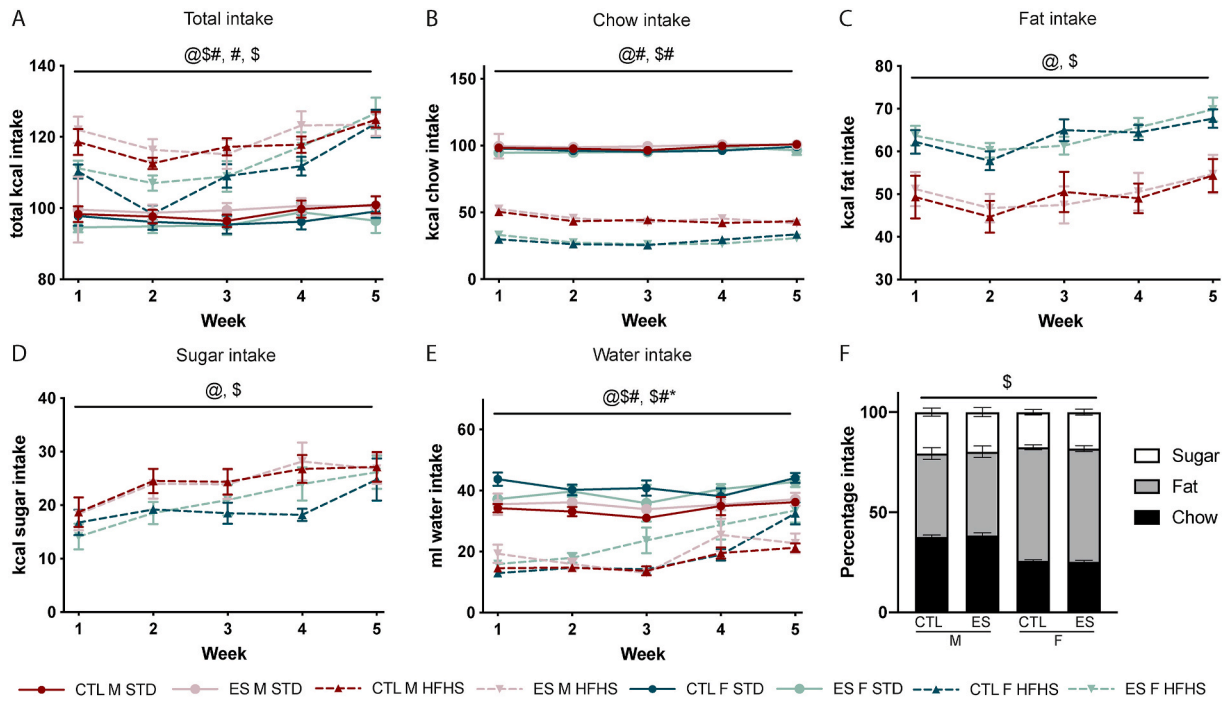 A
Total intake
@$#, #, $
140
120
100
80
total kcal intake
1
2
3
4
5
Week
B
Chow intake
@#, $#
150
100
50
0
kcal chow intake
1
2
3
4
5
Week
C
Fat intake
@, $
80
70
60
50
40
30
kcal fat intake
1
2
3
4
5
Week
D
Sugar intake
@, $
40
30
20
10
0
kcal sugar intake
1
2
3
4
5
Week
E
Water intake
@$#, $#*
60
40
20
0
ml water intake
1
2
3
4
5
Week
F
$
100
50
0
Percentage intake
CTL ES CTL ES
M F
Sugar
Fat
Chow
CTL M STD ES M STD CTL M HFHS ES M HFHS CTL F STD ES F STD CTL F HFHS ES F HFHS